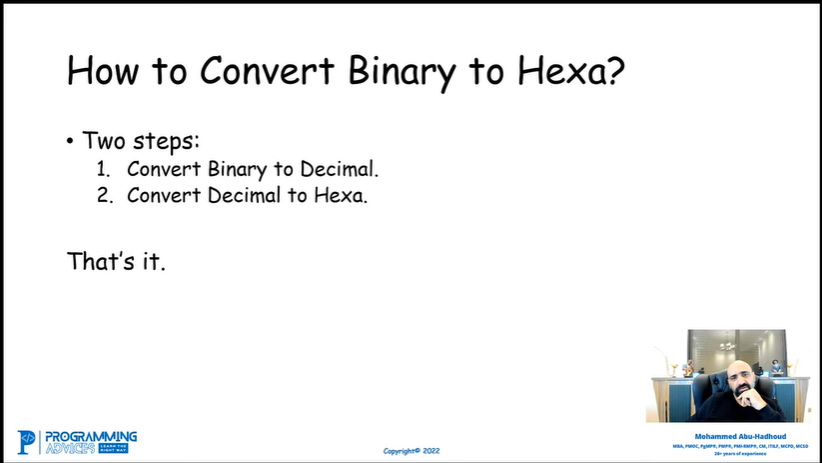 How to Convert Binary to Hexa?
• Two steps:
1. Convert Binary to Decimal.
2. Convert Decimal to Hexa.
That's it.
PROGRAMMING
ADVICES LEARN THE RIGHT WAY
Copyright© 2022
Mohammed Abu-Hadhoud
MBA, PMOC, PgMP®, PMP®, PMI-RMP®, CM, ITILF, MCPD, MCSD
26+ years of experience